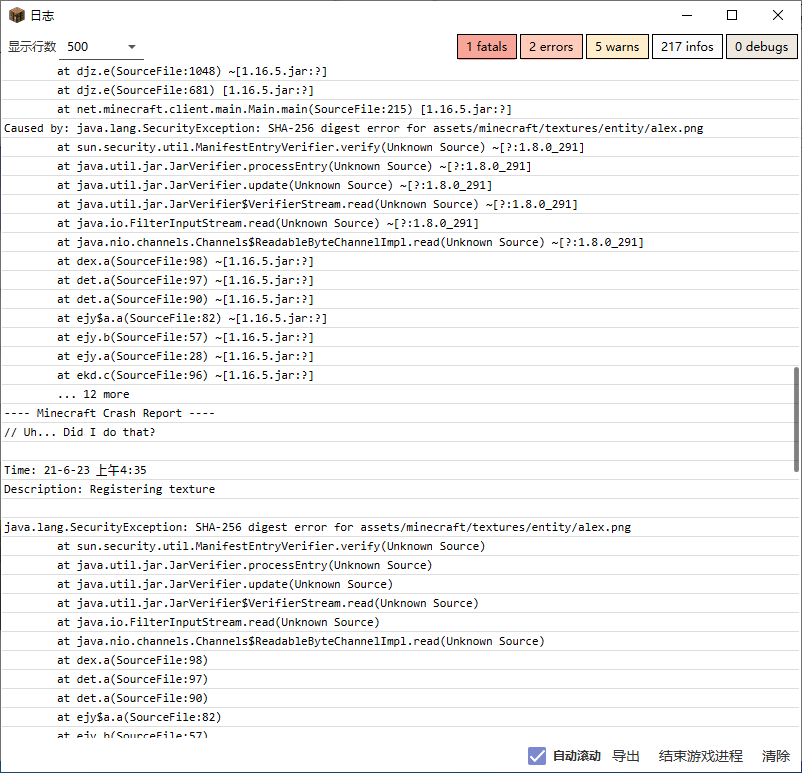 日志
显示行数 500
1 fatals 2 errors 5 warns 217 infos 0 debugs
at djz.e(SourceFile:1048) ~[1.16.5.jar:?]
at djz.e(SourceFile:681) [1.16.5.jar:?]
at net.minecraft.client.main.Main.main(SourceFile:215) [1.16.5.jar:?]
Caused by: java.lang.SecurityException: SHA-256 digest error for assets/minecraft/textures/entity/alex.png
at sun.security.util.ManifestEntryVerifier.verify(Unknown Source) ~[?:1.8.0_291]
at java.util.jar.JarVerifier.processEntry(Unknown Source) ~[?:1.8.0_291]
at java.util.jar.JarVerifier.update(Unknown Source) ~[?:1.8.0_291]
at java.util.jar.JarVerifier$VerifierStream.read(Unknown Source) ~[?:1.8.0_291]
at java.io.FilterInputStream.read(Unknown Source) ~[?:1.8.0_291]
at java.nio.channels.Channels$ReadableByteChannelImpl.read(Unknown Source) ~[?:1.8.0_291]
at dex.a(SourceFile:98) ~[1.16.5.jar:?]
at det.a(SourceFile:97) ~[1.16.5.jar:?]
at det.a(SourceFile:90) ~[1.16.5.jar:?]
at ejy$a.a(SourceFile:82) ~[1.16.5.jar:?]
at ejy.b(SourceFile:57) ~[1.16.5.jar:?]
at ejy.a(SourceFile:28) ~[1.16.5.jar:?]
at ekd.c(SourceFile:96) ~[1.16.5.jar:?]
... 12 more
---- Minecraft Crash Report ----
// Uh... Did I do that?
Time: 21-6-23 上午4:35
Description: Registering texture
java.lang.SecurityException: SHA-256 digest error for assets/minecraft/textures/entity/alex.png
at sun.security.util.ManifestEntryVerifier.verify(Unknown Source)
at java.util.jar.JarVerifier.processEntry(Unknown Source)
at java.util.jar.JarVerifier.update(Unknown Source)
at java.util.jar.JarVerifier$VerifierStream.read(Unknown Source)
at java.io.FilterInputStream.read(Unknown Source)
at java.nio.channels.Channels$ReadableByteChannelImpl.read(Unknown Source)
at dex.a(SourceFile:98)
at det.a(SourceFile:97)
at det.a(SourceFile:90)
at ejy$a.a(SourceFile:82)
at ejy.b(SourceFile:57)
自动滚动 导出 结束游戏进程 清除